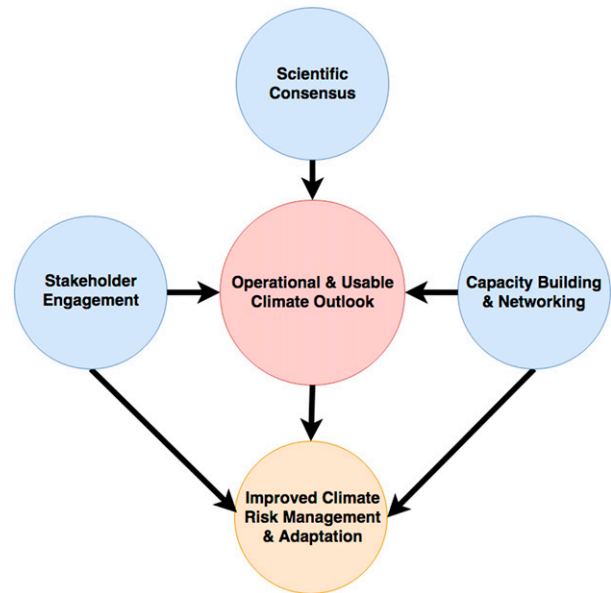 Scientific
Consensus
Stakeholder
Engagement
Operational & Usable
Climate Outlook
Capacity Building
& Networking
Improved Climate
Risk Management
& Adaptation